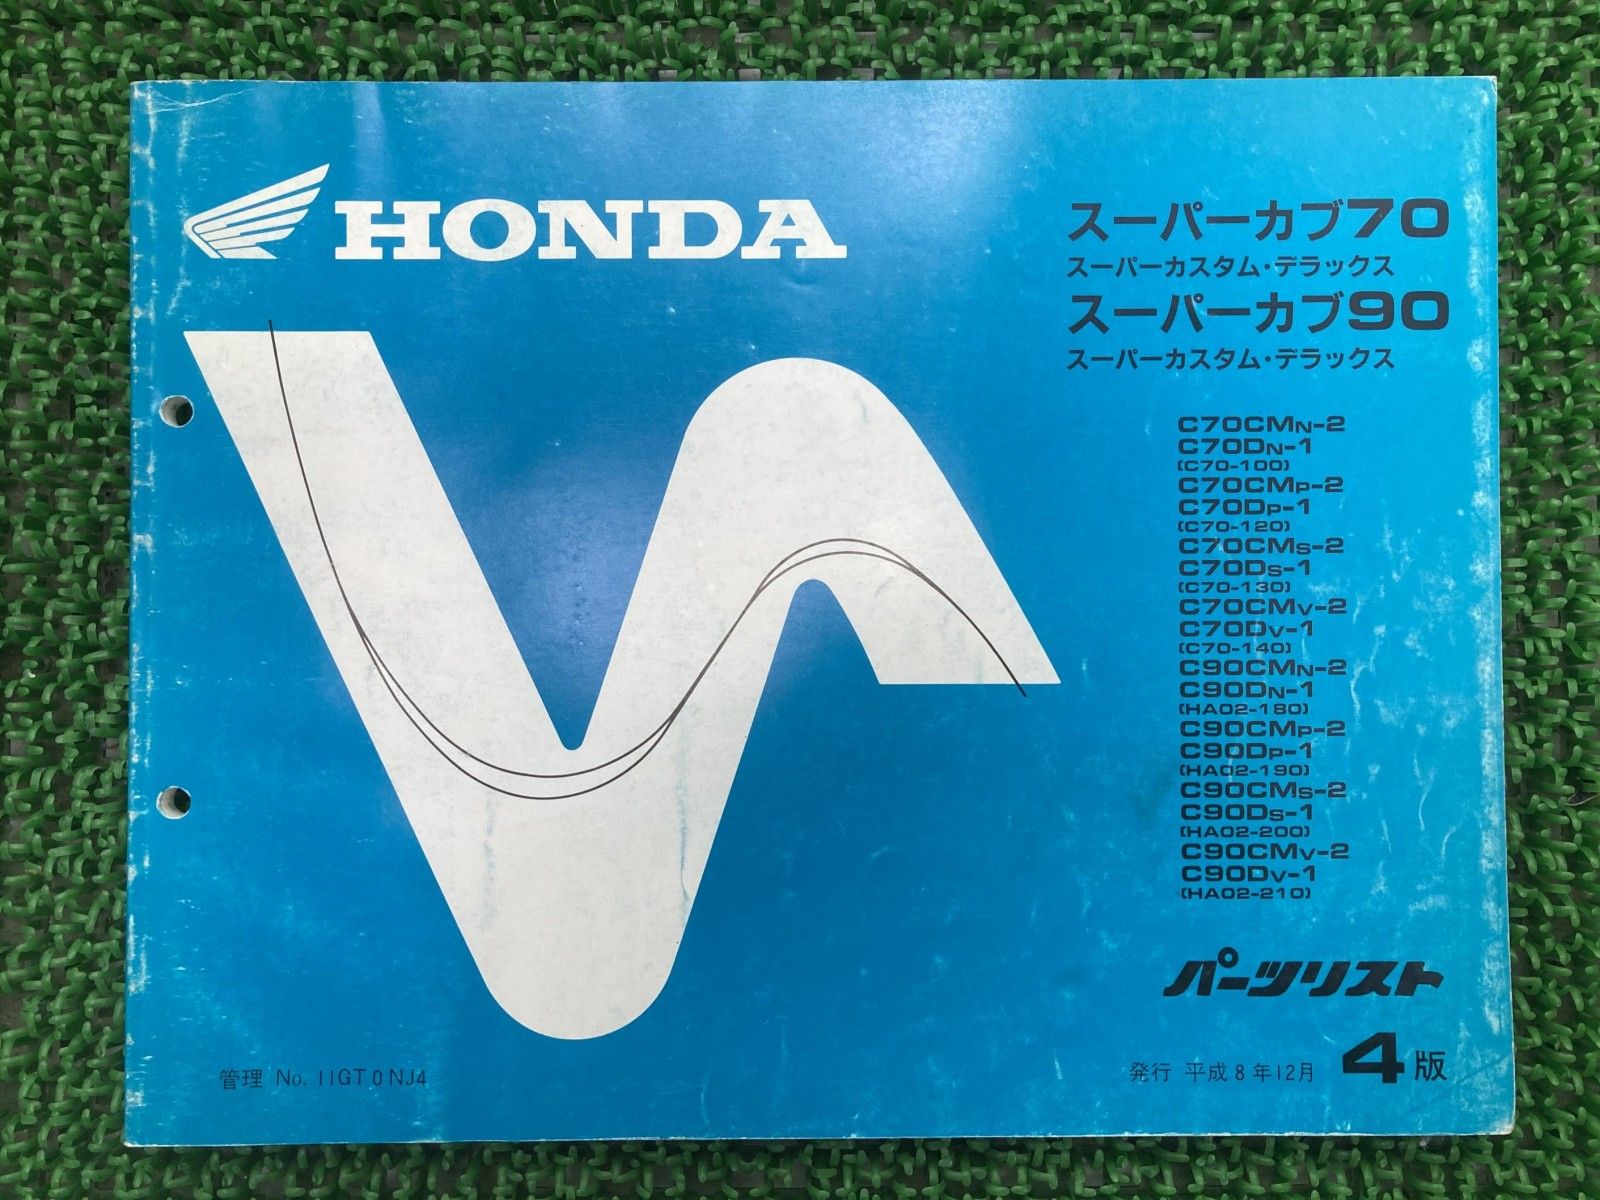 HONDA
スーパーカブ70
スーパーカスタム・デラックス
スーパーカブ90
スーパーカスタム・デラックス
C70CMN-2
C70DN-1
(C70-100)
C70CMP-2
C70DP-1
(C70-120)
C70CMS-2
C70DS-1
(C70-130)
C70CMV-2
C70DV-1
(C70-140)
C90CMN-2
C90DN-1
(HA02-180)
C90CMP-2
C90DP-1
(HA02-190)
C90CMS-2
C90DS-1
(HA02-200)
C90CMV-2
C90DV-1
(HA02-210)
パーツリスト
管理 No. 11GT0NJ4
発行 平成8年12月 4版